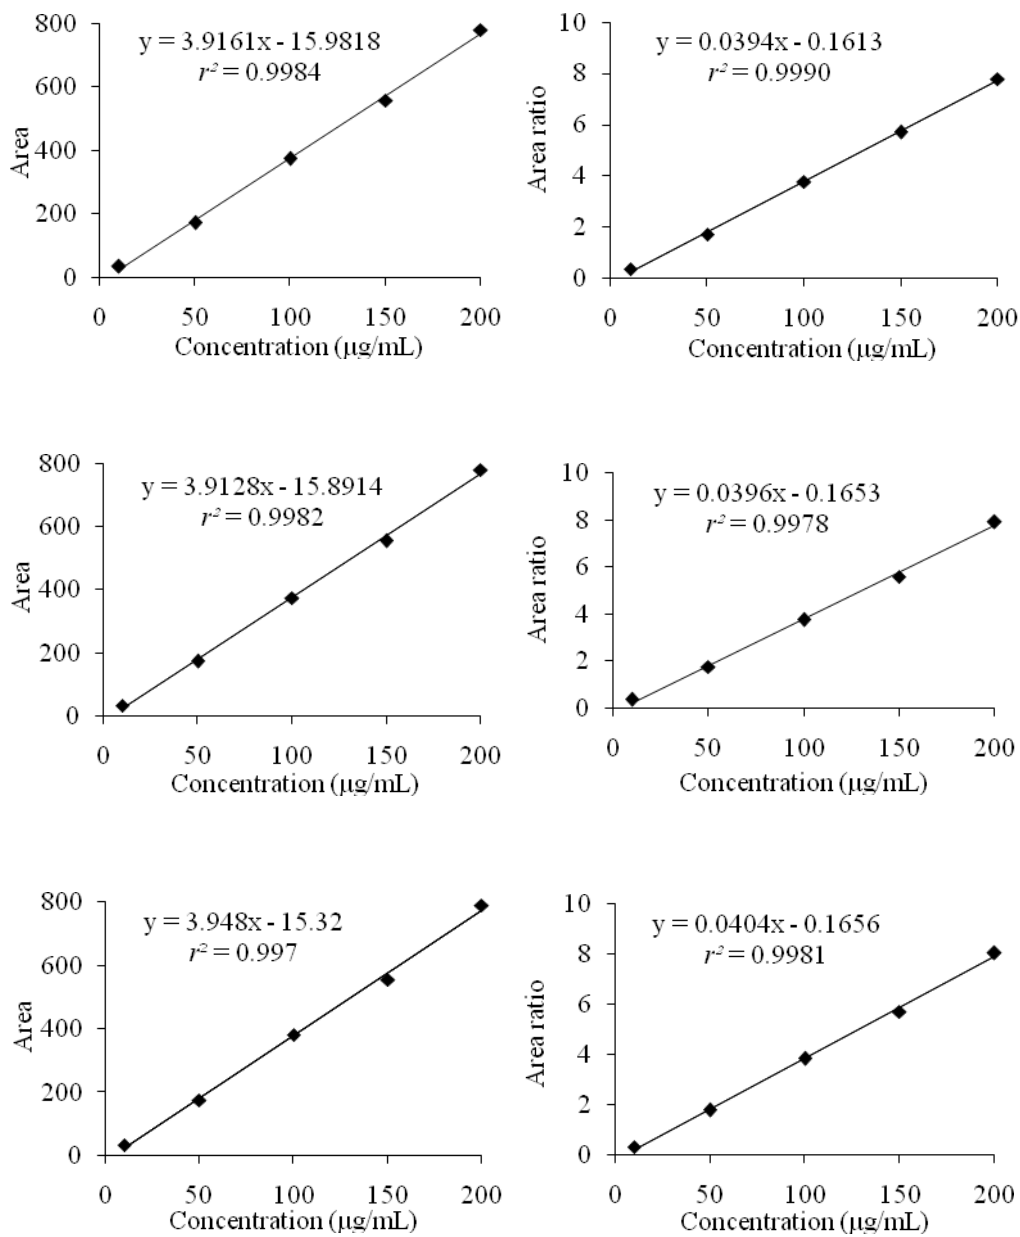 800
600
400
200
0
Area
y = 3.9161x - 15.9818
r² = 0.9984
0 50 100 150 200
Concentration (µg/mL)
10
8
6
4
2
0
Area ratio
y = 0.0394x - 0.1613
r² = 0.9990
0 50 100 150 200
Concentration (µg/mL)
800
600
400
200
0
Area
y = 3.9128x - 15.8914
r² = 0.9982
0 50 100 150 200
Concentration (µg/mL)
10
8
6
4
2
0
Area ratio
y = 0.0396x - 0.1653
r² = 0.9978
0 50 100 150 200
Concentration (µg/mL)
800
600
400
200
0
Area
y = 3.948x - 15.32
r² = 0.997
0 50 100 150 200
Concentration (µg/mL)
10
8
6
4
2
0
Area ratio
y = 0.0404x - 0.1656
r² = 0.9981
0 50 100 150 200
Concentration (µg/mL)